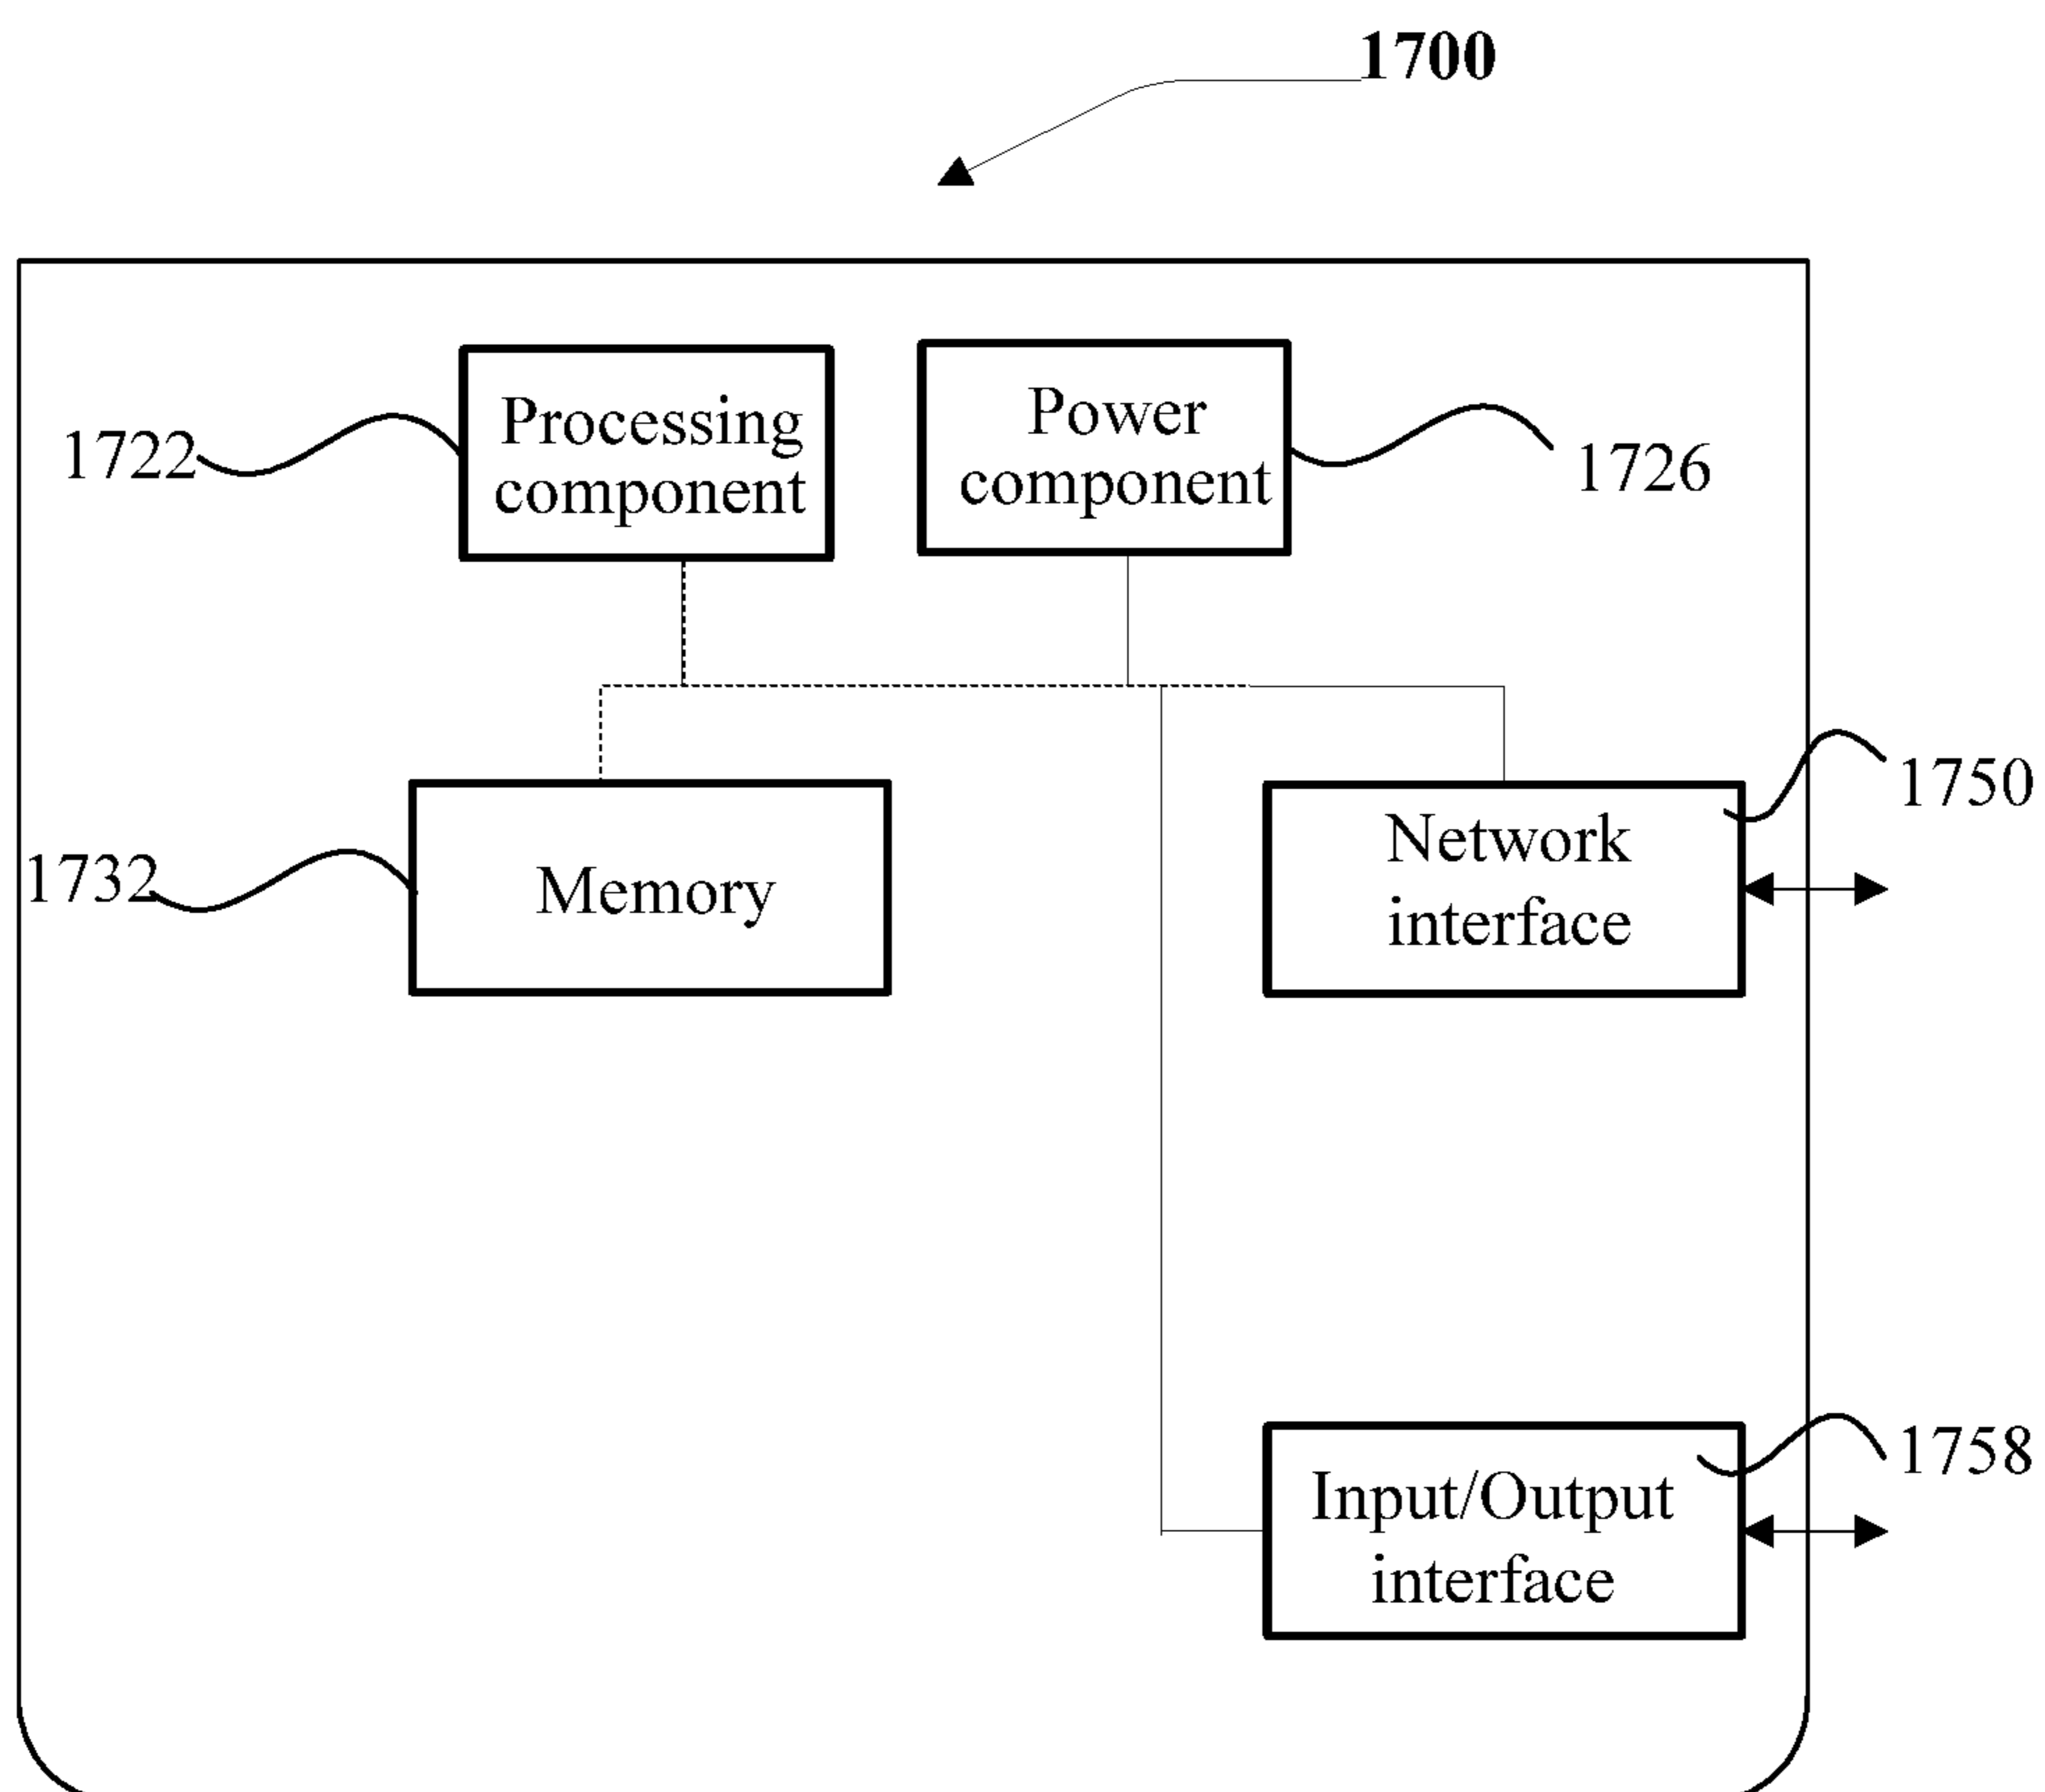 1700
Processing
component
Power
component
1722
1726
1750
Network
interface
1732
Memory
1758
Input/Output
interface